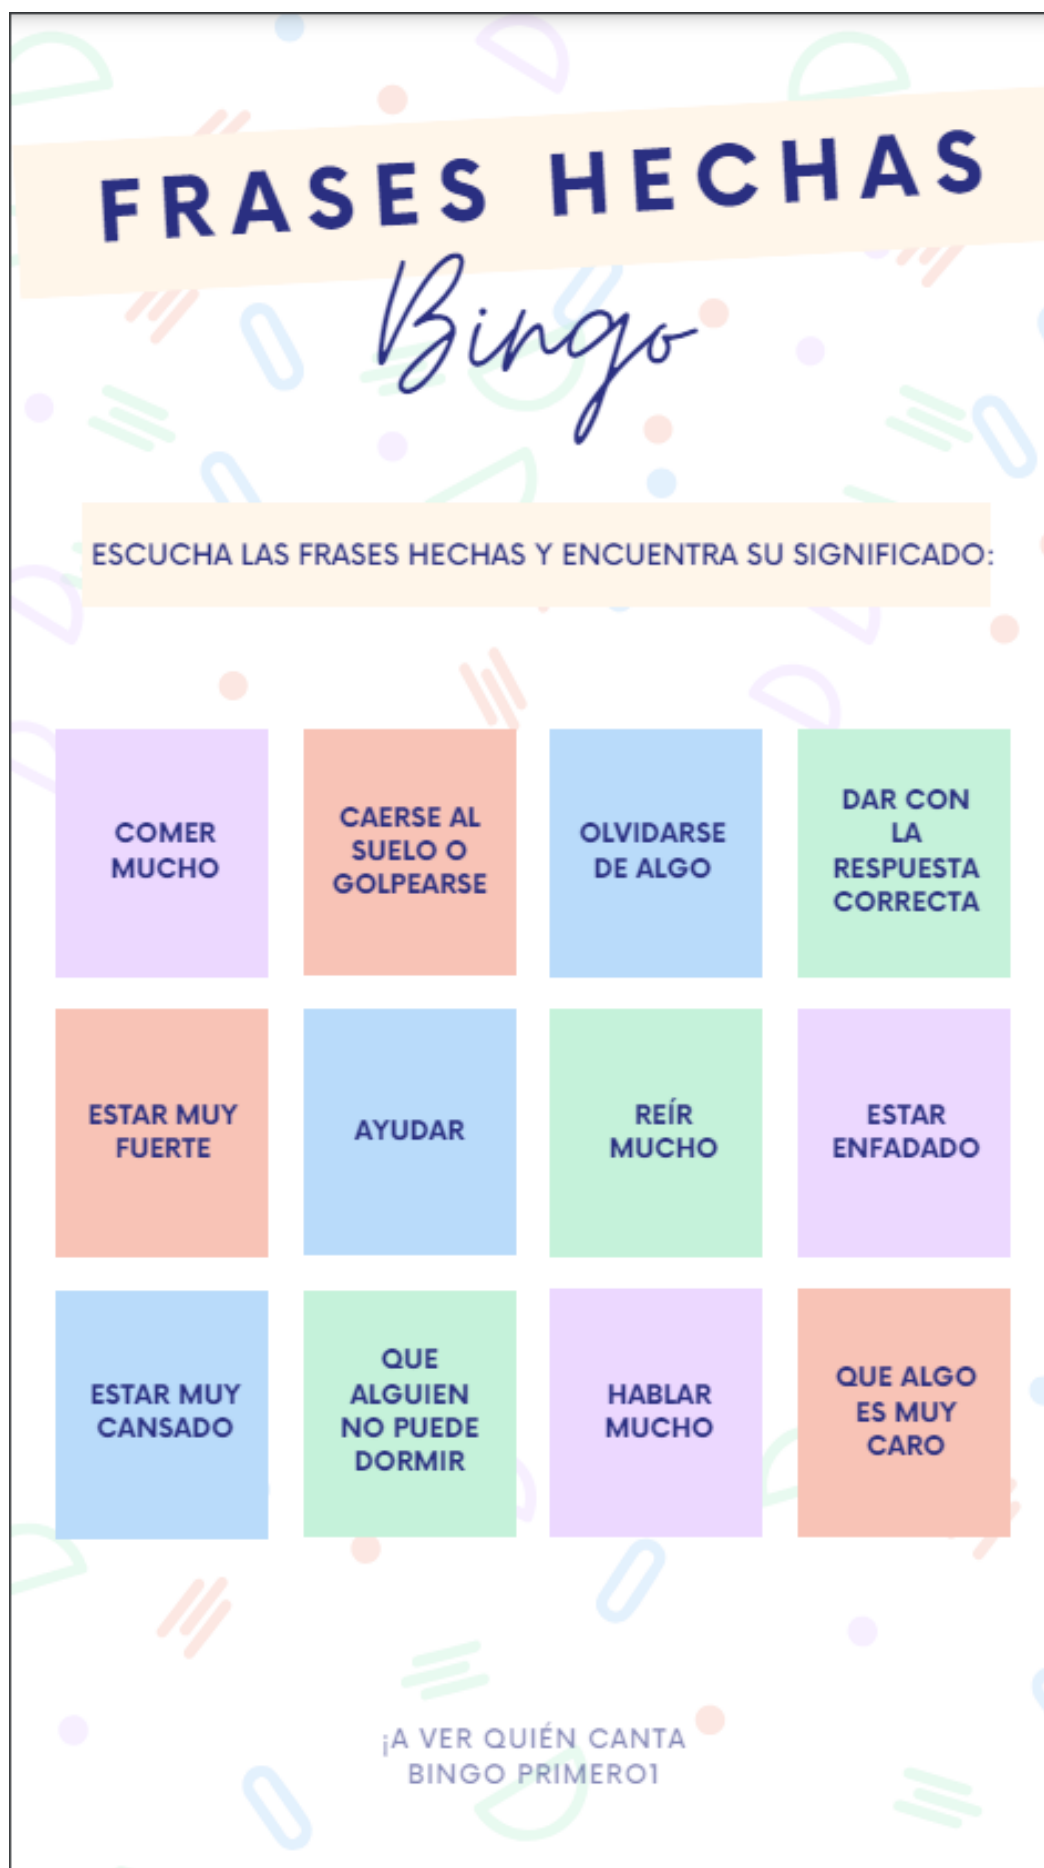 FRASES HECHAS
Bingo
ESCUCHA LAS FRASES HECHAS Y ENCUENTRA SU SIGNIFICADO:
COMER
MUCHO
CAERSE AL
SUELO O
GOLPEARSE
OLVIDARSE
DE ALGO
DAR CON
LA
RESPUESTA
CORRECTA
ESTAR MUY
FUERTE
AYUDAR
REÍR
MUCHO
ESTAR
ENFADADO
ESTAR MUY
CANSADO
QUE
ALGUIEN
NO PUEDE
DORMIR
HABLAR
MUCHO
QUE ALGO
ES MUY
CARO
¡A VER QUIÉN CANTA
BINGO PRIMERO1